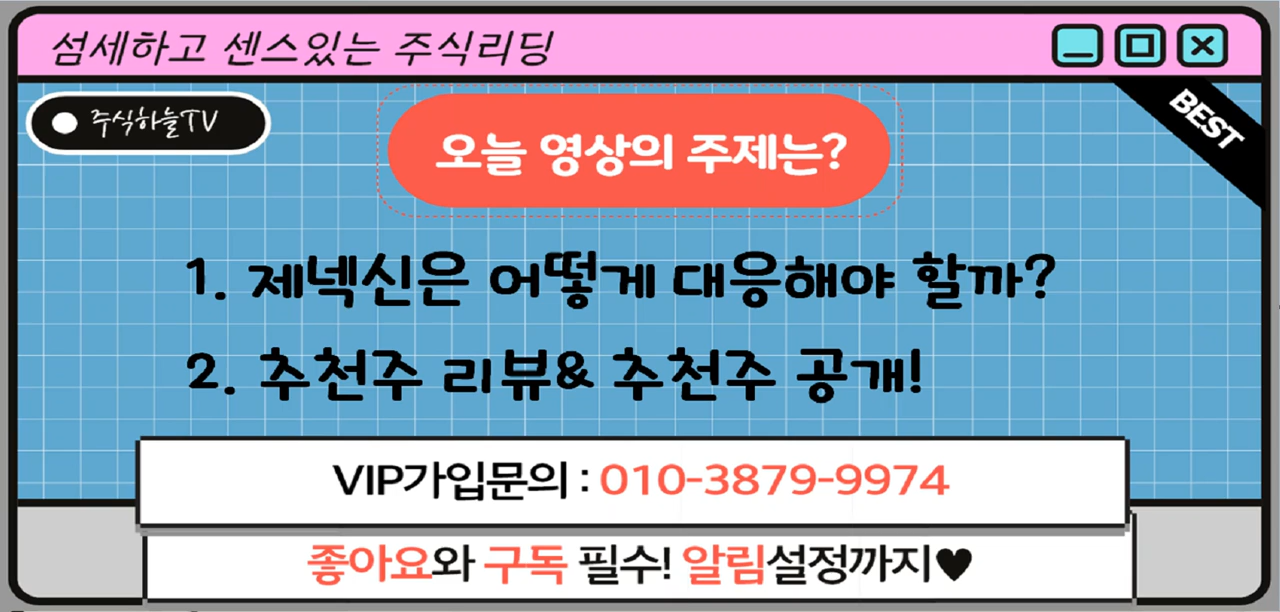 섬세하고 센스있는 주식리딩
주식하늘TV
BEST
오늘 영상의 주제는?
1. 제넥신은 어떻게 대응해야 할까?
2. 추천주 리뷰& 추천주 공개!
VIP가입문의 : 010-3879-9974
좋아요와 구독 필수! 알림설정까지♥